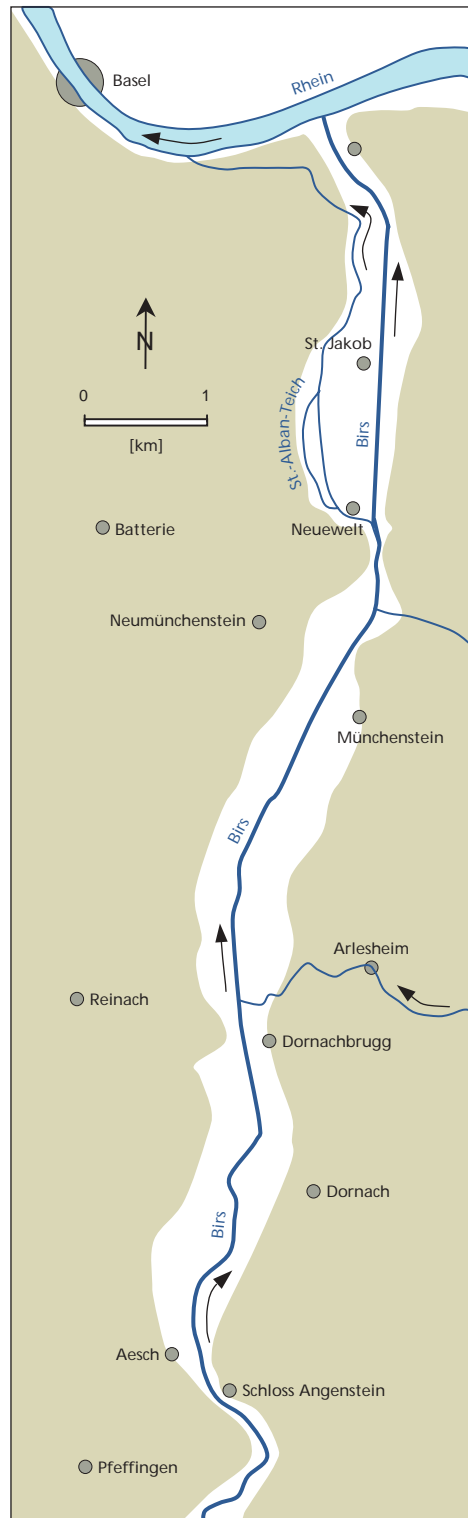 Basel
Rhein
N
St. Jakob
0 1
[km]
St.-Alban-Teich
Birs
Batterie
Neuewelt
Neumünchenstein
Münchenstein
Birs
Arlesheim
Reinach
Dornachbrugg
Dornach
Birs
Aesch
Schloss Angenstein
Pfeffingen